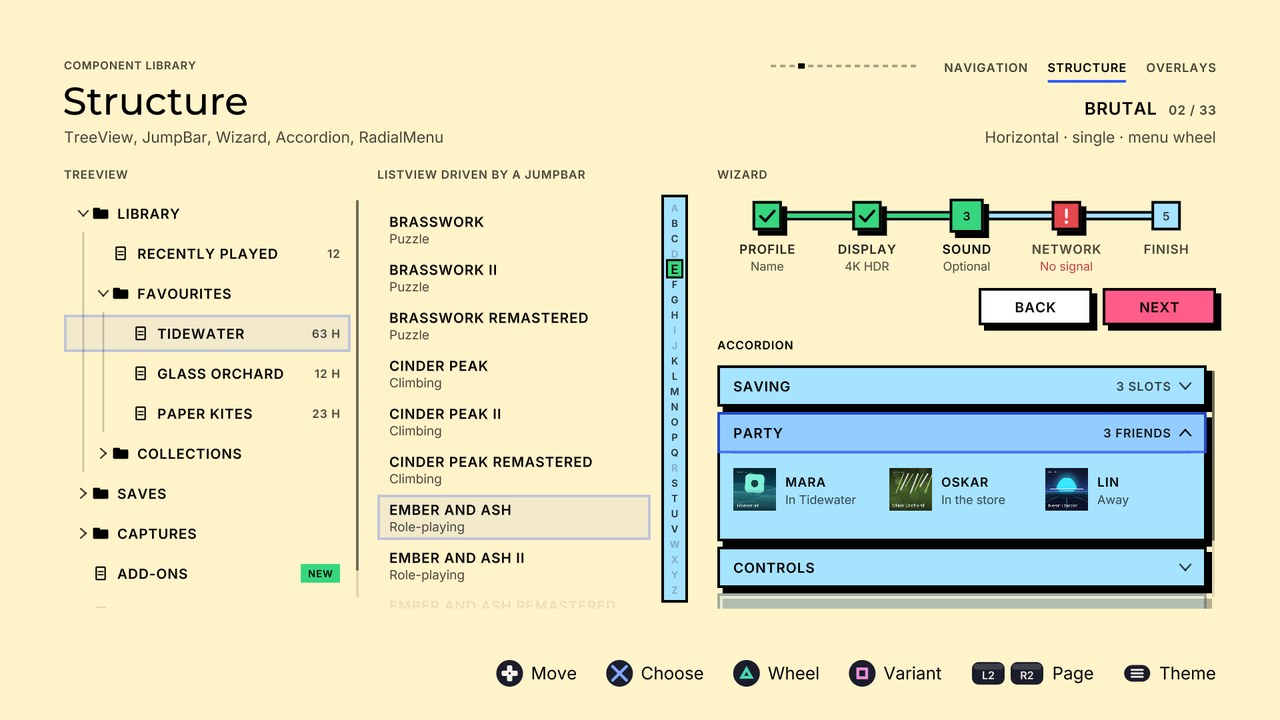 COMPONENT LIBRARY
Structure
TreeView, JumpBar, Wizard, Accordion, RadialMenu
NAVIGATION STRUCTURE OVERLAYS
BRUTAL 02 / 33
Horizontal · single · menu wheel
TREEVIEW
LIBRARY
RECENTLY PLAYED 12
FAVOURITES
TIDEWATER 63 H
GLASS ORCHARD 12 H
PAPER KITES 23 H
COLLECTIONS
SAVES
CAPTURES
ADD-ONS NEW
LISTVIEW DRIVEN BY A JUMPBAR
BRASSWORK
Puzzle
BRASSWORK II
Puzzle
BRASSWORK REMASTERED
Puzzle
CINDER PEAK
Climbing
CINDER PEAK II
Climbing
CINDER PEAK REMASTERED
Climbing
EMBER AND ASH
Role-playing
EMBER AND ASH II
Role-playing
EMBER AND ASH REMASTERED
A
B
C
D
E
F
G
H
I
J
K
L
M
N
O
P
Q
R
S
T
U
V
W
X
Y
Z
WIZARD
3 ! 5
PROFILE DISPLAY SOUND NETWORK FINISH
Name 4K HDR Optional No signal
BACK NEXT
ACCORDION
SAVING 3 SLOTS
PARTY 3 FRIENDS
MARA
In Tidewater
OSKAR
In the store
LIN
Away
CONTROLS
Move Choose Wheel Variant L2 R2 Page Theme